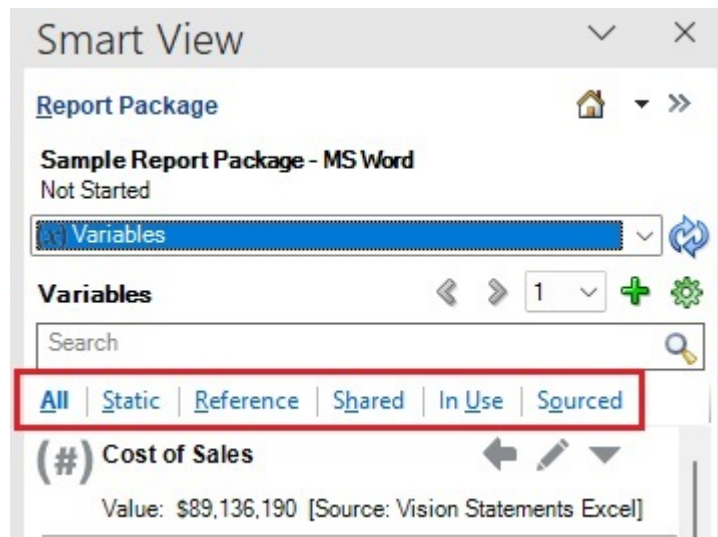 Smart View
Report Package
Sample Report Package - MS Word
Not Started
(x) Variables
Variables 1
Search
All | Static | Reference | Shared | In Use | Sourced
(#) Cost of Sales
Value: $89,136,190 [Source: Vision Statements Excel]